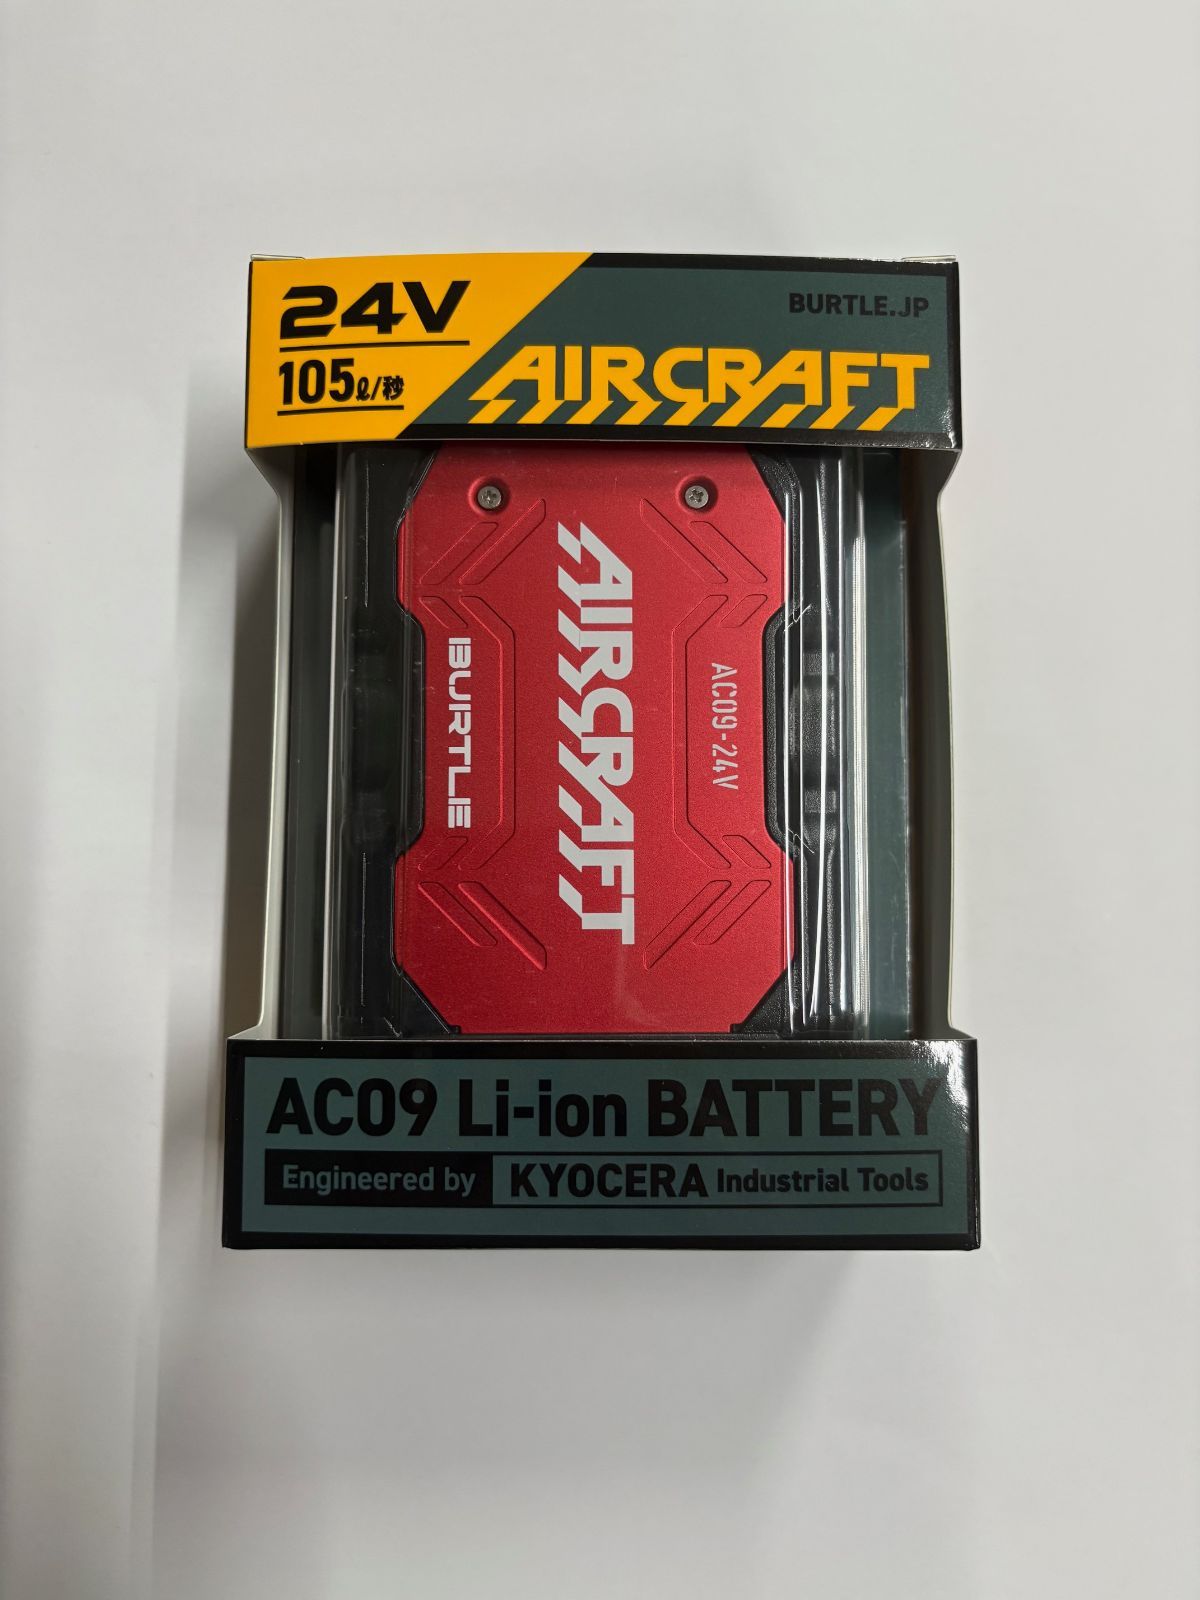 24V
105ℓ/秒
BURTLE.JP
AIRCRAFT
BURTLE
AIRCRAFT
AC09-24V
AC09 Li-ion BATTERY
Engineered by KYOCERA Industrial Tools